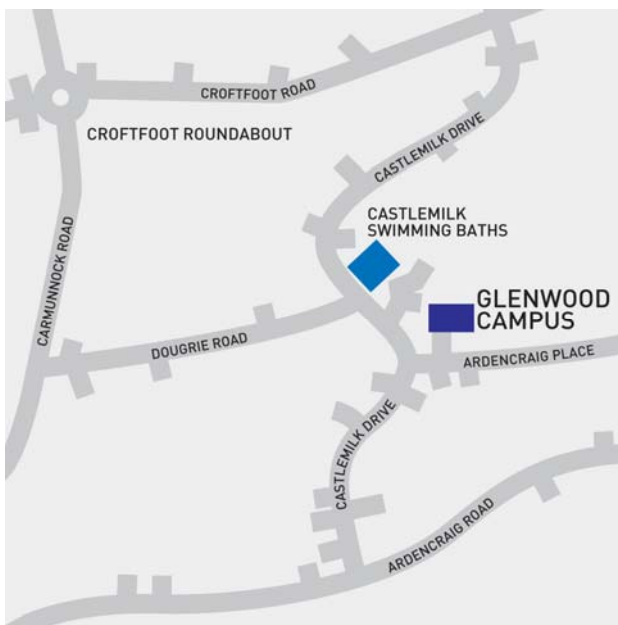 CROFTFOOT ROAD
CROFTFOOT ROUNDABOUT
CASTLEMILK DRIVE
CASTLEMILK
SWIMMING BATHS
CARMUNNOCK ROAD
GLENWOOD
CAMPUS
DOUGRIE ROAD
ARDENCRAIG PLACE
CASTLEMILK DRIVE
ARDENCRAIG ROAD